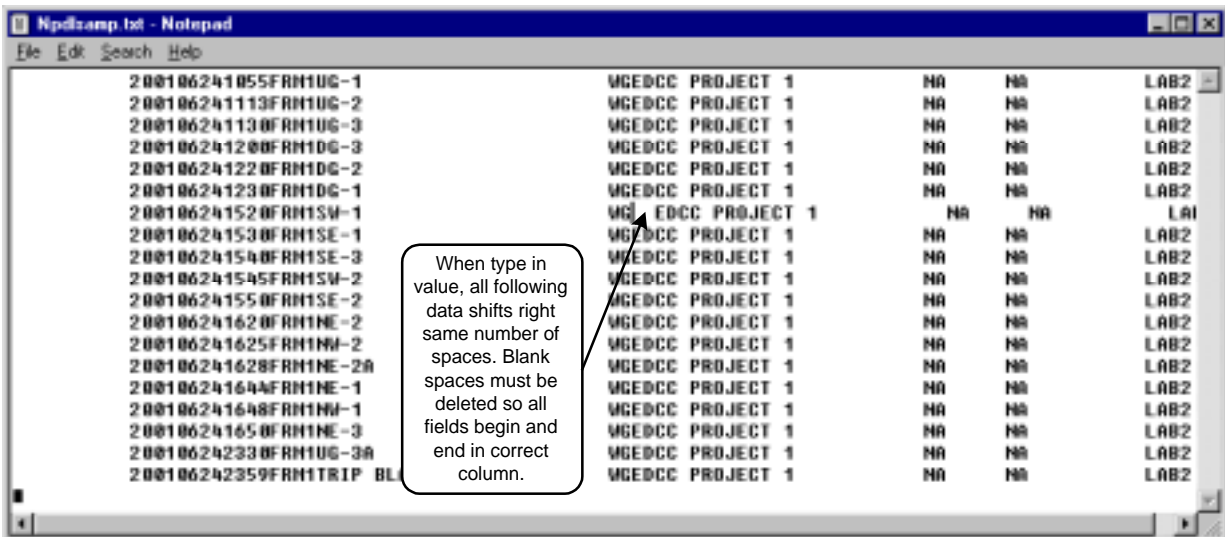 Npdlsamp.txt - Notepad
File Edit Search Help
200106241055FRM1UG-1 WGEDCC PROJECT 1 NA NA LAB2
200106241113FRM1UG-2 WGEDCC PROJECT 1 NA NA LAB2
200106241130FRM1UG-3 WGEDCC PROJECT 1 NA NA LAB2
200106241200FRM1DG-3 WGEDCC PROJECT 1 NA NA LAB2
200106241220FRM1DG-2 WGEDCC PROJECT 1 NA NA LAB2
200106241230FRM1DG-1 WGEDCC PROJECT 1 NA NA LAB2
200106241520FRM1SW-1 WG EDCC PROJECT 1 NA NA LA
200106241530FRM1SE-1 WGEDCC PROJECT 1 NA NA LAB2
200106241540FRM1SE-3 WGEDCC PROJECT 1 NA NA LAB2
200106241545FRM1SW-2 WGEDCC PROJECT 1 NA NA LAB2
200106241550FRM1SE-2 WGEDCC PROJECT 1 NA NA LAB2
200106241620FRM1NE-2 WGEDCC PROJECT 1 NA NA LAB2
200106241625FRM1NW-2 WGEDCC PROJECT 1 NA NA LAB2
200106241628FRM1NE-2A WGEDCC PROJECT 1 NA NA LAB2
200106241644FRM1NE-1 WGEDCC PROJECT 1 NA NA LAB2
200106241648FRM1NW-1 WGEDCC PROJECT 1 NA NA LAB2
200106241650FRM1NE-3 WGEDCC PROJECT 1 NA NA LAB2
200106242330FRM1UG-3A WGEDCC PROJECT 1 NA NA LAB2
200106242359FRM1TRIP BL WGEDCC PROJECT 1 NA NA LAB2
When type in
value, all following
data shifts right
same number of
spaces. Blank
spaces must be
deleted so all
fields begin and
end in correct
column.